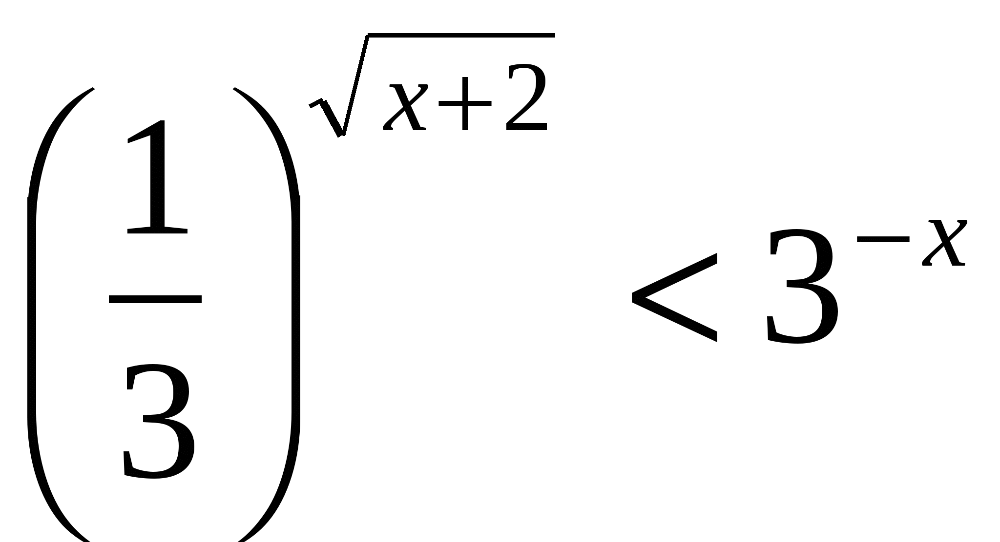 (1/3)^√(x+2) < 3^(−x)